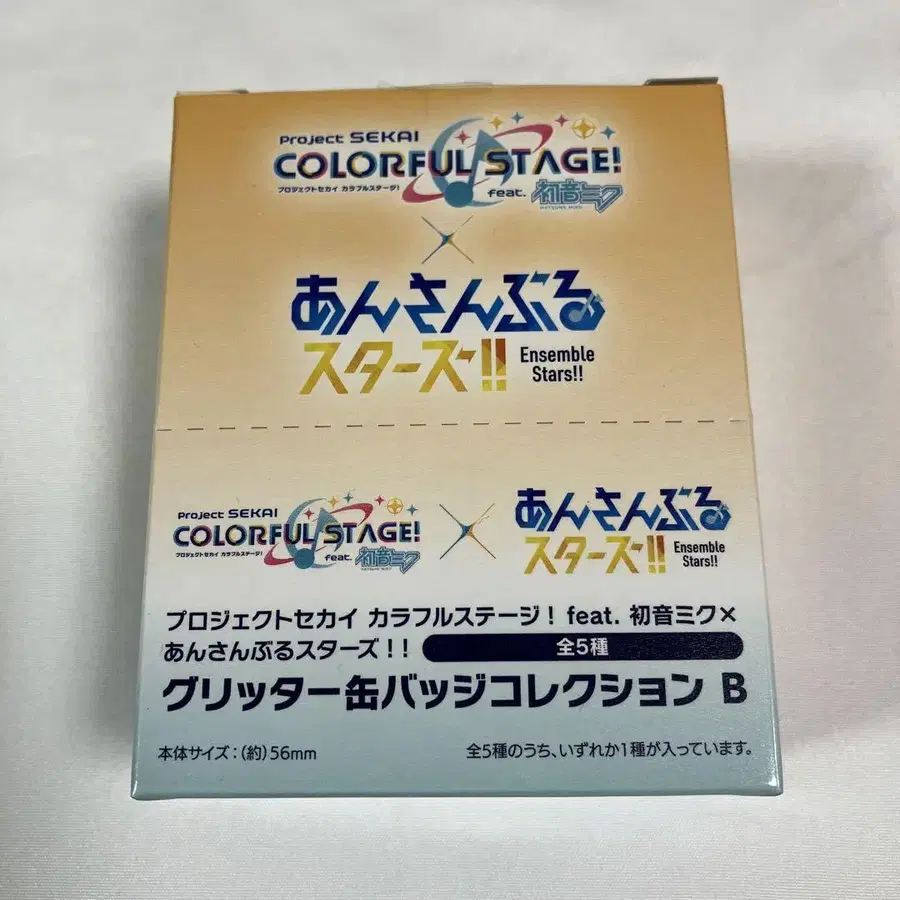 Project SEKAI
COLORFUL STAGE!
プロジェクトセカイ カラフルステージ!
feat. 初音ミク
HATSUNE MIKU
×
あんさんぶる
スターズ!!
Ensemble
Stars!!
Project SEKAI
COLORFUL STAGE!
プロジェクトセカイ カラフルステージ!
feat. 初音ミク
×
あんさんぶる
スターズ!!
Ensemble
Stars!!
プロジェクトセカイ カラフルステージ! feat. 初音ミク×
あんさんぶるスターズ!! 全5種
グリッター缶バッジコレクション B
本体サイズ:(約)56mm
全5種のうち、いずれか1種が入っています。